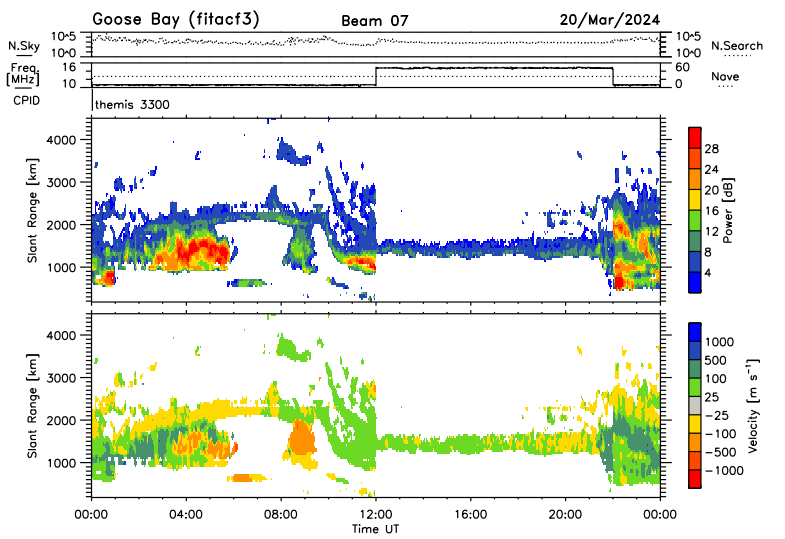 Goose Bay (fitacf3) Beam 07 20/Mar/2024
N.Sky 10^5 10^0 10^5 10^0 N.Search
Freq. [MHz] 16 10 60 0 Nave
CPID themis 3300
Slant Range [km] 4000 3000 2000 1000
Power [dB] 28 24 20 16 12 8 4
Slant Range [km] 4000 3000 2000 1000
Velocity [m s⁻¹] 1000 500 100 25 −25 −100 −500 −1000
00:00 04:00 08:00 12:00 16:00 20:00 00:00
Time UT